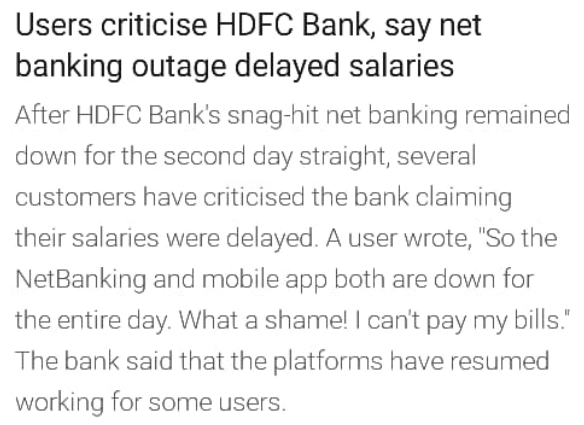 Users criticise HDFC Bank, say net
banking outage delayed salaries
After HDFC Bank's snag-hit net banking remained
down for the second day straight, several
customers have criticised the bank claiming
their salaries were delayed. A user wrote, "So the
NetBanking and mobile app both are down for
the entire day. What a shame! I can't pay my bills."
The bank said that the platforms have resumed
working for some users.